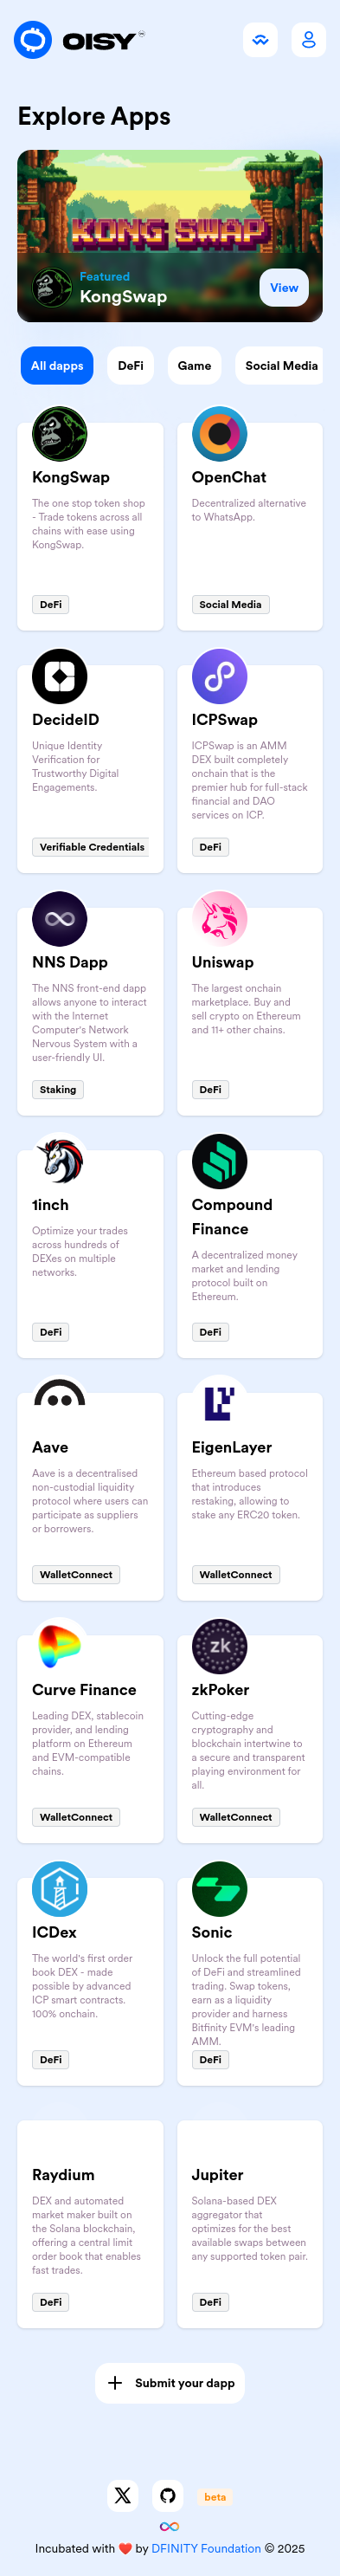 OISY
Explore Apps
KONG SWAP
Featured
KongSwap
View
All dapps
DeFi
Game
Social Media
KongSwap
The one stop token shop
- Trade tokens across all
chains with ease using
KongSwap.
DeFi
OpenChat
Decentralized alternative
to WhatsApp.
Social Media
DecideID
Unique Identity
Verification for
Trustworthy Digital
Engagements.
Verifiable Credentials
ICPSwap
ICPSwap is an AMM
DEX built completely
onchain that is the
premier hub for full-stack
financial and DAO
services on ICP.
DeFi
NNS Dapp
The NNS front-end dapp
allows anyone to interact
with the Internet
Computer's Network
Nervous System with a
user-friendly UI.
Staking
Uniswap
The largest onchain
marketplace. Buy and
sell crypto on Ethereum
and 11+ other chains.
DeFi
1inch
Optimize your trades
across hundreds of
DEXes on multiple
networks.
DeFi
Compound
Finance
A decentralized money
market and lending
protocol built on
Ethereum.
DeFi
Aave
Aave is a decentralised
non-custodial liquidity
protocol where users can
participate as suppliers
or borrowers.
WalletConnect
EigenLayer
Ethereum based protocol
that introduces
restaking, allowing to
stake any ERC20 token.
WalletConnect
Curve Finance
Leading DEX, stablecoin
provider, and lending
platform on Ethereum
and EVM-compatible
chains.
WalletConnect
zk
zkPoker
Cutting-edge
cryptography and
blockchain intertwine to
a secure and transparent
playing environment for
all.
WalletConnect
ICDex
The world's first order
book DEX - made
possible by advanced
ICP smart contracts.
100% onchain.
DeFi
Sonic
Unlock the full potential
of DeFi and streamlined
trading. Swap tokens,
earn as a liquidity
provider and harness
Bitfinity EVM's leading
AMM.
DeFi
Raydium
DEX and automated
market maker built on
the Solana blockchain,
offering a central limit
order book that enables
fast trades.
DeFi
Jupiter
Solana-based DEX
aggregator that
optimizes for the best
available swaps between
any supported token pair.
DeFi
Submit your dapp
beta
Incubated with ❤️ by DFINITY Foundation © 2025